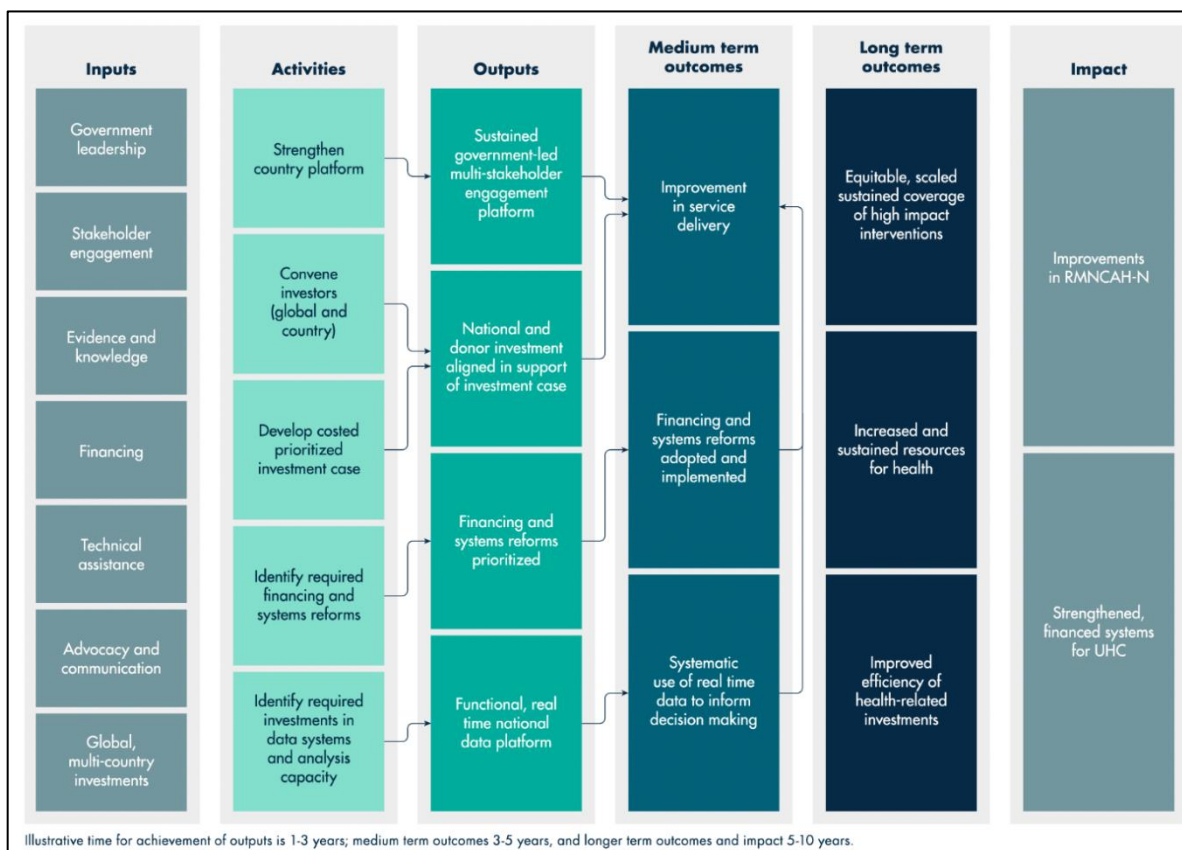 Inputs
Government
leadership
Stakeholder
engagement
Evidence and
knowledge
Financing
Technical
assistance
Advocacy and
communication
Global,
multi-country
investments
Activities
Strengthen
country platform
Convene
investors
(global and
country)
Develop costed
prioritized
investment case
Identify required
financing and
systems reforms
Identify required
investments in
data systems
and analysis
capacity
Outputs
Sustained
government-led
multi-stakeholder
engagement
platform
National and
donor investment
aligned in support
of investment case
Financing and
systems reforms
prioritized
Functional, real
time national
data platform
Medium term
outcomes
Improvement
in service
delivery
Financing and
systems reforms
adopted and
implemented
Systematic
use of real time
data to inform
decision making
Long term
outcomes
Equitable, scaled
sustained coverage
of high impact
interventions
Increased and
sustained resources
for health
Improved
efficiency of
health-related
investments
Impact
Improvements
in RMNCAH-N
Strengthened,
financed systems
for UHC
Illustrative time for achievement of outputs is 1-3 years; medium term outcomes 3-5 years, and longer term outcomes and impact 5-10 years.